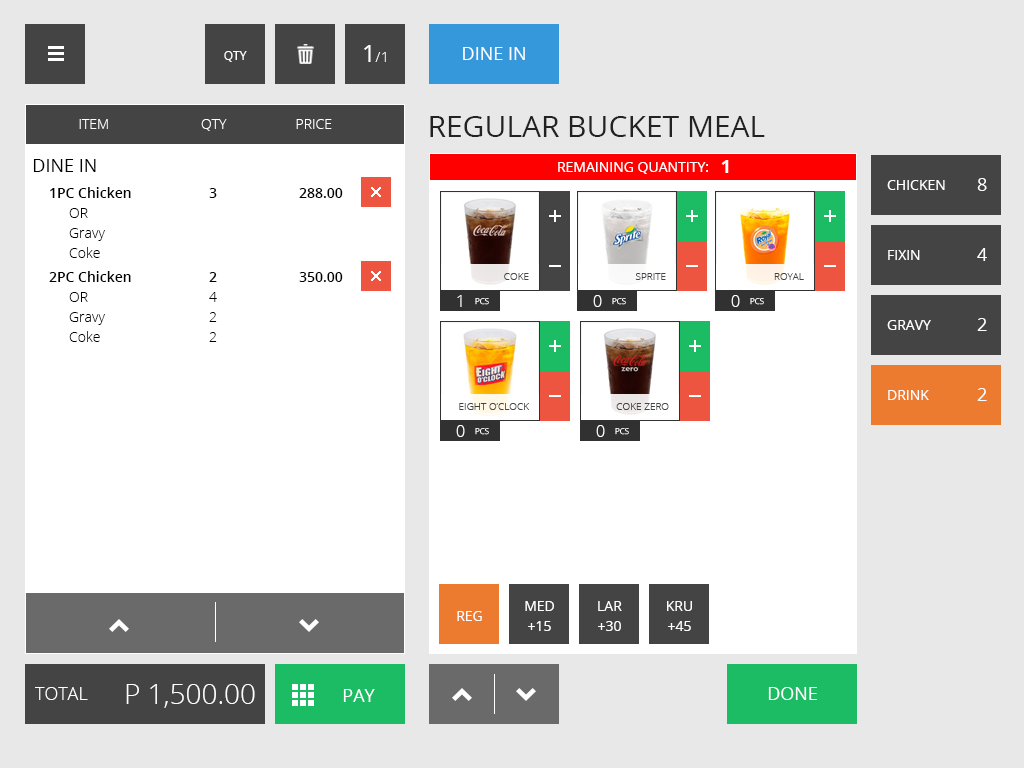 QTY
1/1
DINE IN
ITEM QTY PRICE
DINE IN
1PC Chicken 3 288.00
OR
Gravy
Coke
2PC Chicken 2 350.00
OR 4
Gravy 2
Coke 2
TOTAL P 1,500.00
PAY
REGULAR BUCKET MEAL
REMAINING QUANTITY: 1
Coca-Cola
COKE
1 PCS
Sprite
SPRITE
0 PCS
Royal
ROYAL
0 PCS
EIGHT
O'CLOCK
EIGHT O'CLOCK
0 PCS
Coca-Cola
zero
COKE ZERO
0 PCS
REG
MED
+15
LAR
+30
KRU
+45
DONE
CHICKEN 8
FIXIN 4
GRAVY 2
DRINK 2